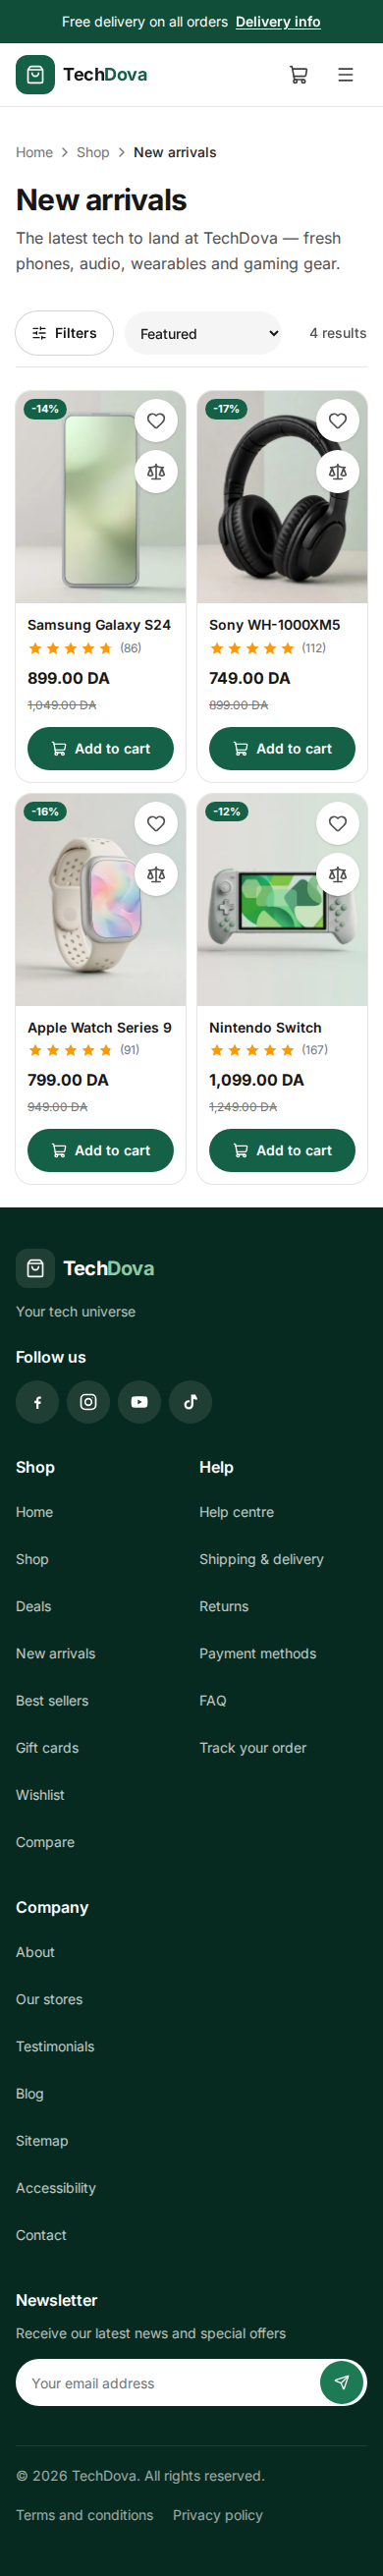 Free delivery on all orders Delivery info
TechDova
Home > Shop > New arrivals
New arrivals
The latest tech to land at TechDova — fresh
phones, audio, wearables and gaming gear.
Filters Featured 4 results
-14%
Samsung Galaxy S24
(86)
899.00 DA
1,049.00 DA
Add to cart
-17%
Sony WH-1000XM5
(112)
749.00 DA
899.00 DA
Add to cart
-16%
Apple Watch Series 9
(91)
799.00 DA
949.00 DA
Add to cart
-12%
Nintendo Switch
(167)
1,099.00 DA
1,249.00 DA
Add to cart
TechDova
Your tech universe
Follow us
Shop
Home
Shop
Deals
New arrivals
Best sellers
Gift cards
Wishlist
Compare
Help
Help centre
Shipping & delivery
Returns
Payment methods
FAQ
Track your order
Company
About
Our stores
Testimonials
Blog
Sitemap
Accessibility
Contact
Newsletter
Receive our latest news and special offers
Your email address
© 2026 TechDova. All rights reserved.
Terms and conditions Privacy policy